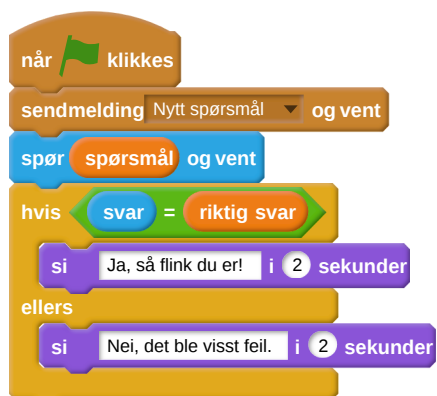 når klikkes
sendmelding Nytt spørsmål og vent
spør spørsmål og vent
hvis svar = riktig svar
si Ja, så flink du er! i 2 sekunder
ellers
si Nei, det ble visst feil. i 2 sekunder